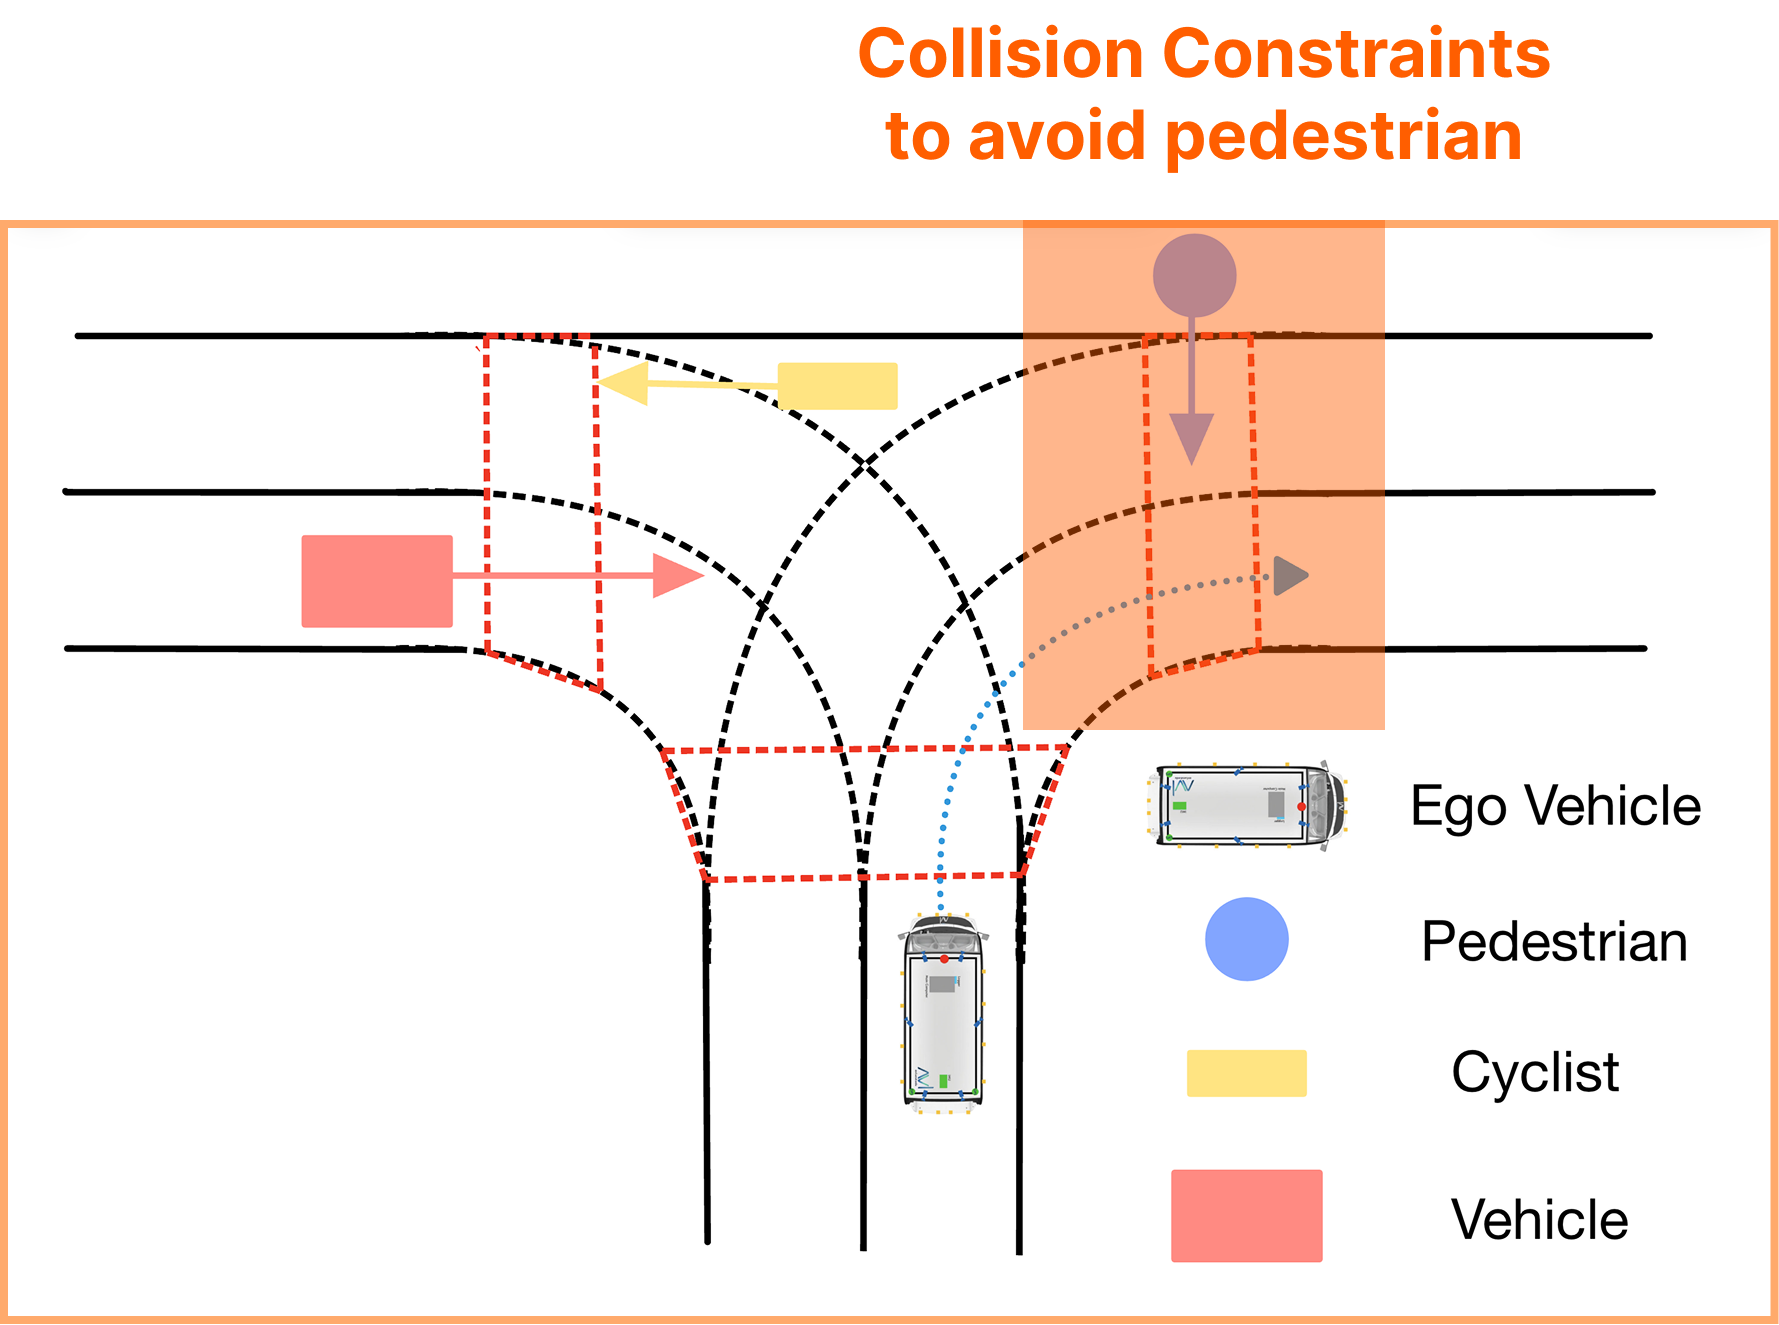 Collision Constraints
to avoid pedestrian
Ego Vehicle
Pedestrian
Cyclist
Vehicle